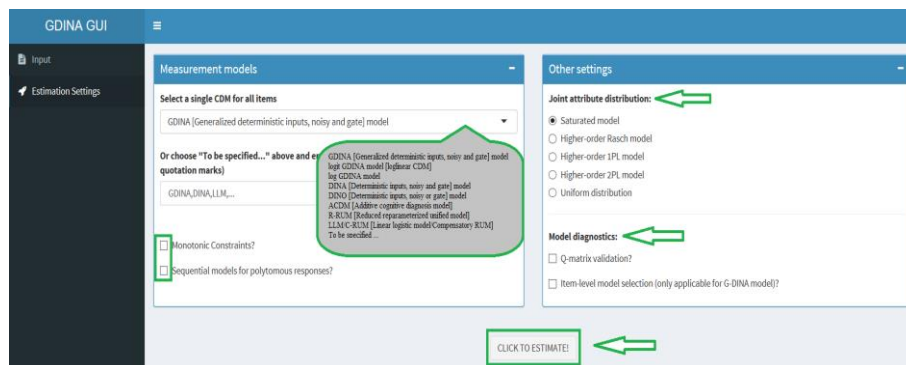 GDINA GUI
Input
Estimation Settings
Measurement models
Select a single CDM for all items
GDINA [Generalized deterministic inputs, noisy and gate] model
Or choose "To be specified..." above and en
quotation marks)
GDINA,DINA,LLM,...
GDINA [Generalized deterministic inputs, noisy and gate] model
logit GDINA model [loglinear CDM]
log GDINA model
DINA [Deterministic inputs, noisy and gate] model
DINO [Deterministic inputs, noisy or gate] model
ACDM [Additive cognitive diagnosis model]
R-RUM [Reduced reparameterized unified model]
LLM/C-RUM [Linear logistic model/Compensatory RUM]
To be specified ...
Monotonic Constraints?
Sequential models for polytomous responses?
Other settings
Joint attribute distribution:
Saturated model
Higher-order Rasch model
Higher-order 1PL model
Higher-order 2PL model
Uniform distribution
Model diagnostics:
Q-matrix validation?
Item-level model selection (only applicable for G-DINA model)?
CLICK TO ESTIMATE!